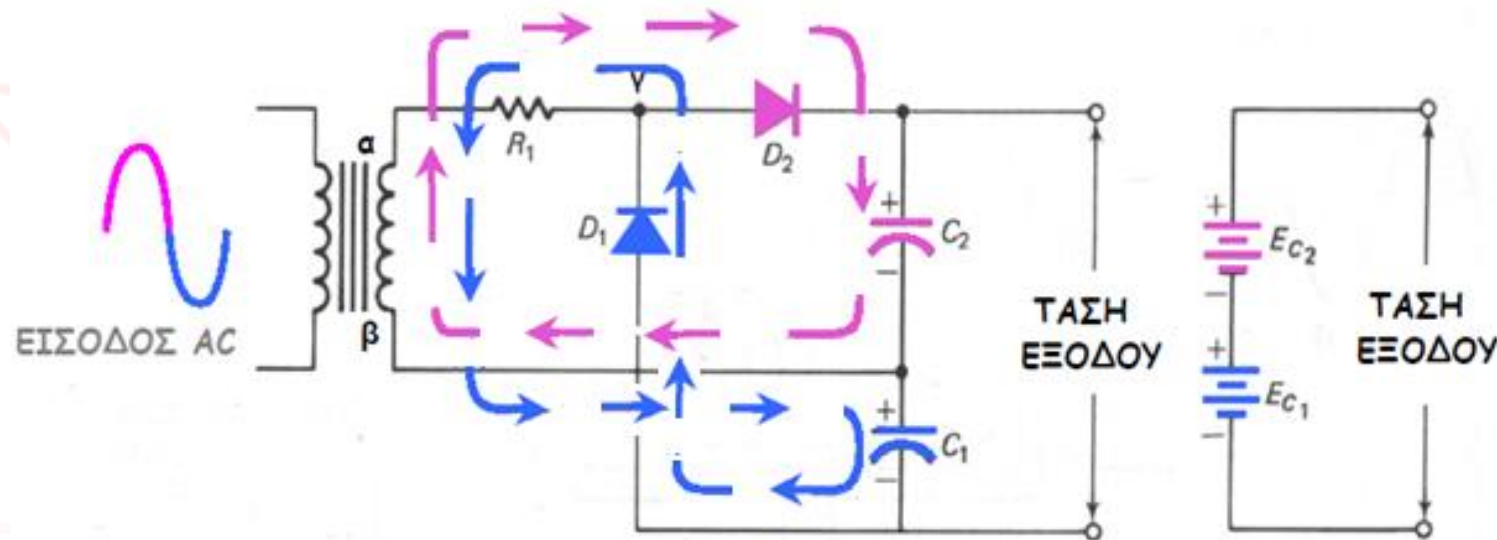 ΕΙΣΟΔΟΣ AC
α
β
R1
γ
D1
D2
+
C2
−
+
C1
−
ΤΑΣΗ
ΕΞΟΔΟΥ
+
EC2
−
+
EC1
−
ΤΑΣΗ
ΕΞΟΔΟΥ